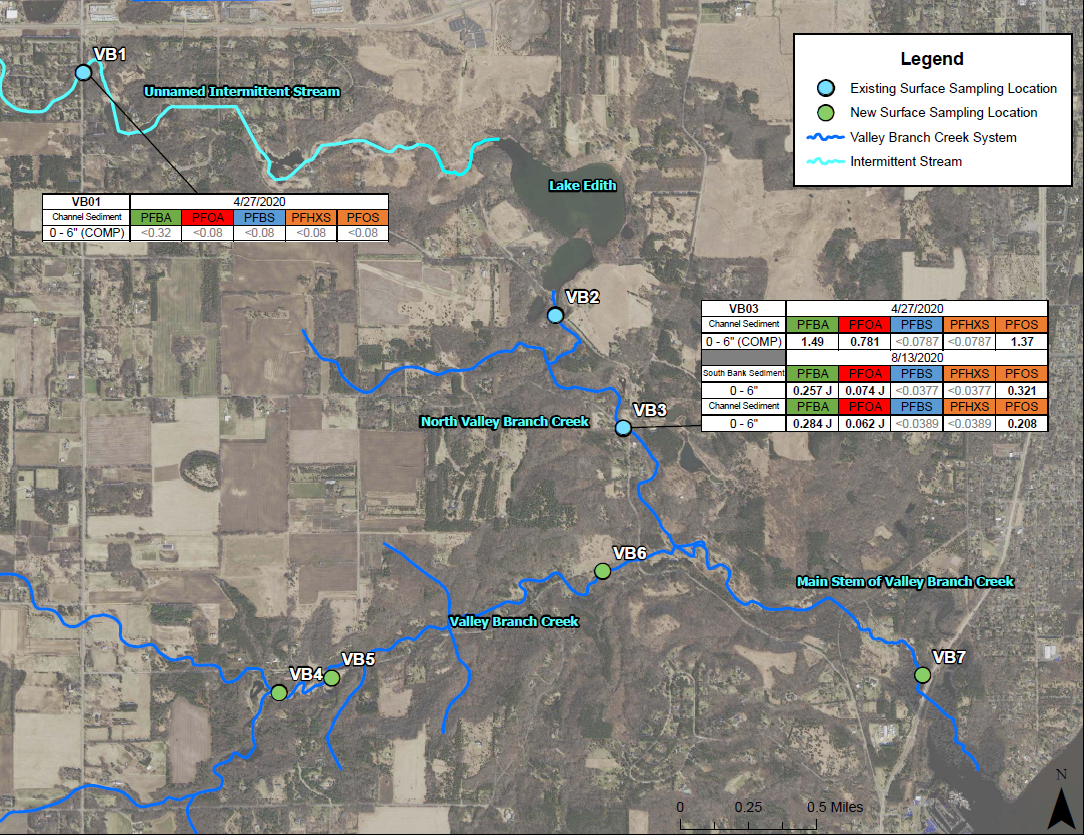 VB1
Unnamed Intermittent Stream
Legend
Existing Surface Sampling Location
New Surface Sampling Location
Valley Branch Creek System
Intermittent Stream
Lake Edith
VB01 4/27/2020
Channel Sediment PFBA PFOA PFBS PFHXS PFOS
0 - 6" (COMP) <0.32 <0.08 <0.08 <0.08 <0.08
VB2
VB03 4/27/2020
Channel Sediment PFBA PFOA PFBS PFHXS PFOS
0 - 6" (COMP) 1.49 0.781 <0.0787 <0.0787 1.37
8/13/2020
South Bank Sediment PFBA PFOA PFBS PFHXS PFOS
0 - 6" 0.257 J 0.074 J <0.0377 <0.0377 0.321
Channel Sediment PFBA PFOA PFBS PFHXS PFOS
0 - 6" 0.284 J 0.062 J <0.0389 <0.0389 0.208
VB3
North Valley Branch Creek
VB6
Main Stem of Valley Branch Creek
Valley Branch Creek
VB5
VB4
VB7
N
0 0.25 0.5 Miles